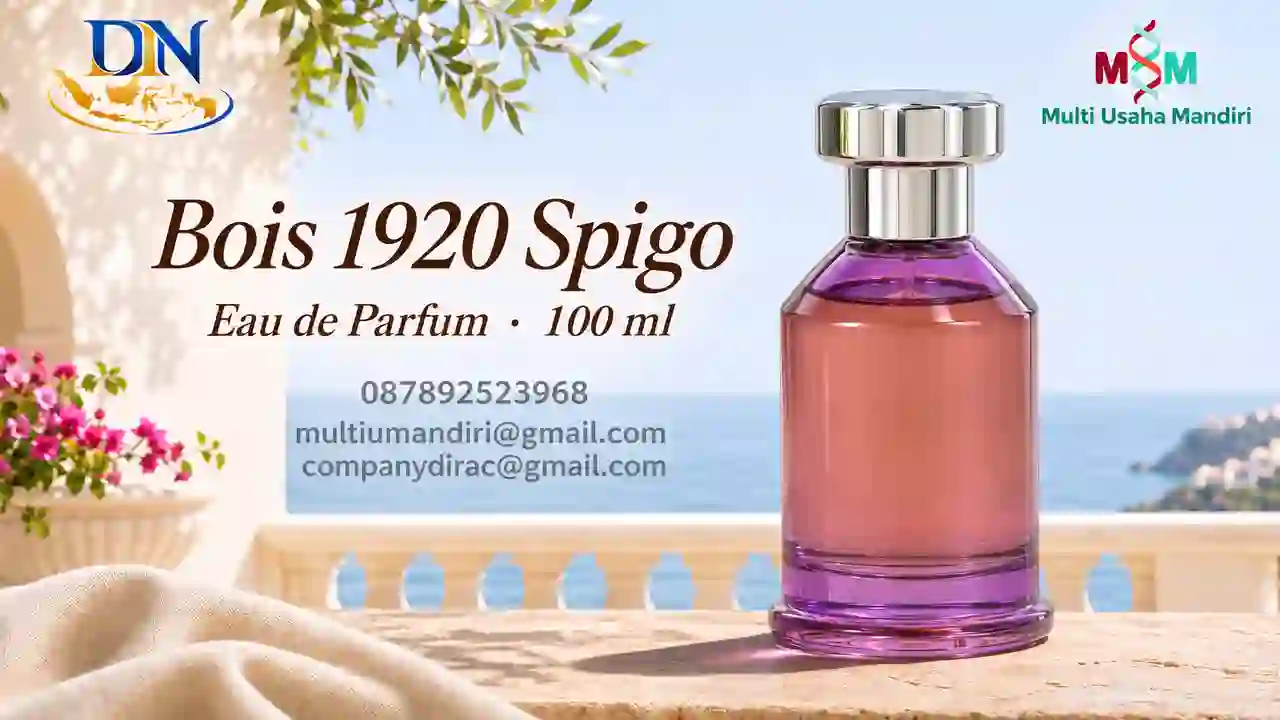 DN
MSM
Multi Usaha Mandiri
Bois 1920 Spigo
Eau de Parfum · 100 ml
087892523968
multiumandiri@gmail.com
companydirac@gmail.com